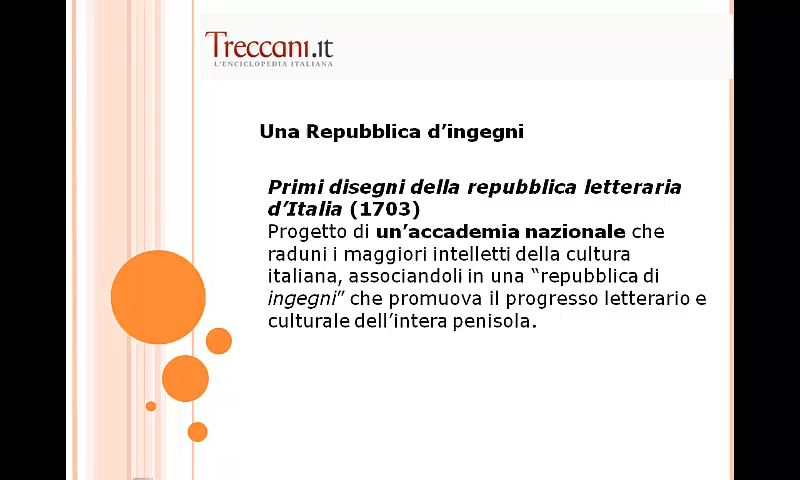 Treccani.it
L'ENCICLOPEDIA ITALIANA
Una Repubblica d’ingegni
Primi disegni della repubblica letteraria
d’Italia (1703)
Progetto di un’accademia nazionale che
raduni i maggiori intelletti della cultura
italiana, associandoli in una “repubblica di
ingegni” che promuova il progresso letterario e
culturale dell’intera penisola.